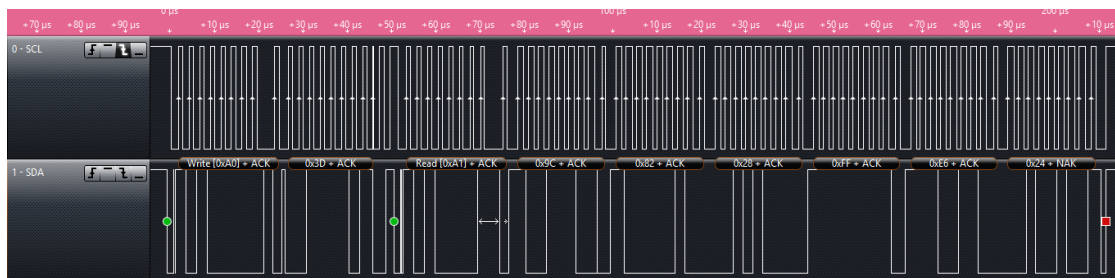 0 µs 100 µs 200 µs
+70 µs +80 µs +90 µs +10 µs +20 µs +30 µs +40 µs +50 µs +60 µs +70 µs +80 µs +90 µs +10 µs +20 µs +30 µs +40 µs +50 µs +60 µs +70 µs +80 µs +90 µs +10 µs
0 - SCL
Write [0xA0] + ACK 0x3D + ACK Read [0xA1] + ACK 0x9C + ACK 0x82 + ACK 0x28 + ACK 0xFF + ACK 0xE6 + ACK 0x24 + NAK
1 - SDA